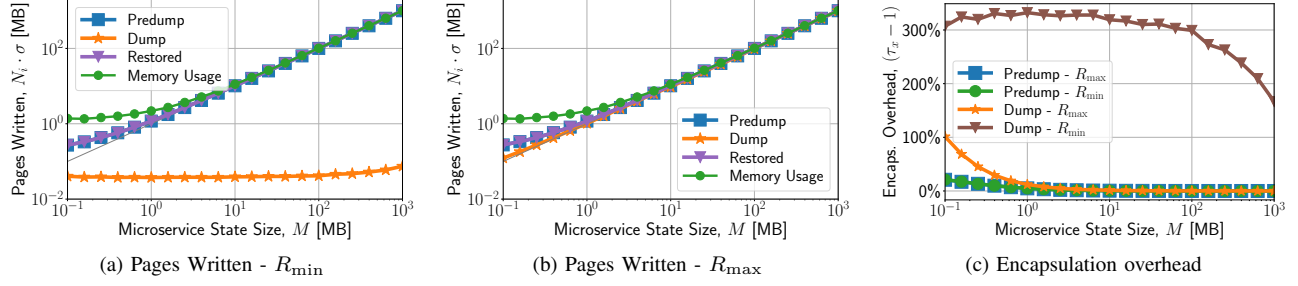 Pages Written, N_i · σ [MB]
10^2
10^0
10^−2
Predump
Dump
Restored
Memory Usage
10^−1 10^0 10^1 10^2 10^3
Microservice State Size, M [MB]
(a) Pages Written - R_min
Pages Written, N_i · σ [MB]
10^2
10^0
10^−2
Predump
Dump
Restored
Memory Usage
10^−1 10^0 10^1 10^2 10^3
Microservice State Size, M [MB]
(b) Pages Written - R_max
Encaps. Overhead, (τ_x − 1)
300%
200%
100%
0%
Predump - R_max
Predump - R_min
Dump - R_max
Dump - R_min
10^−1 10^0 10^1 10^2 10^3
Microservice State Size, M [MB]
(c) Encapsulation overhead